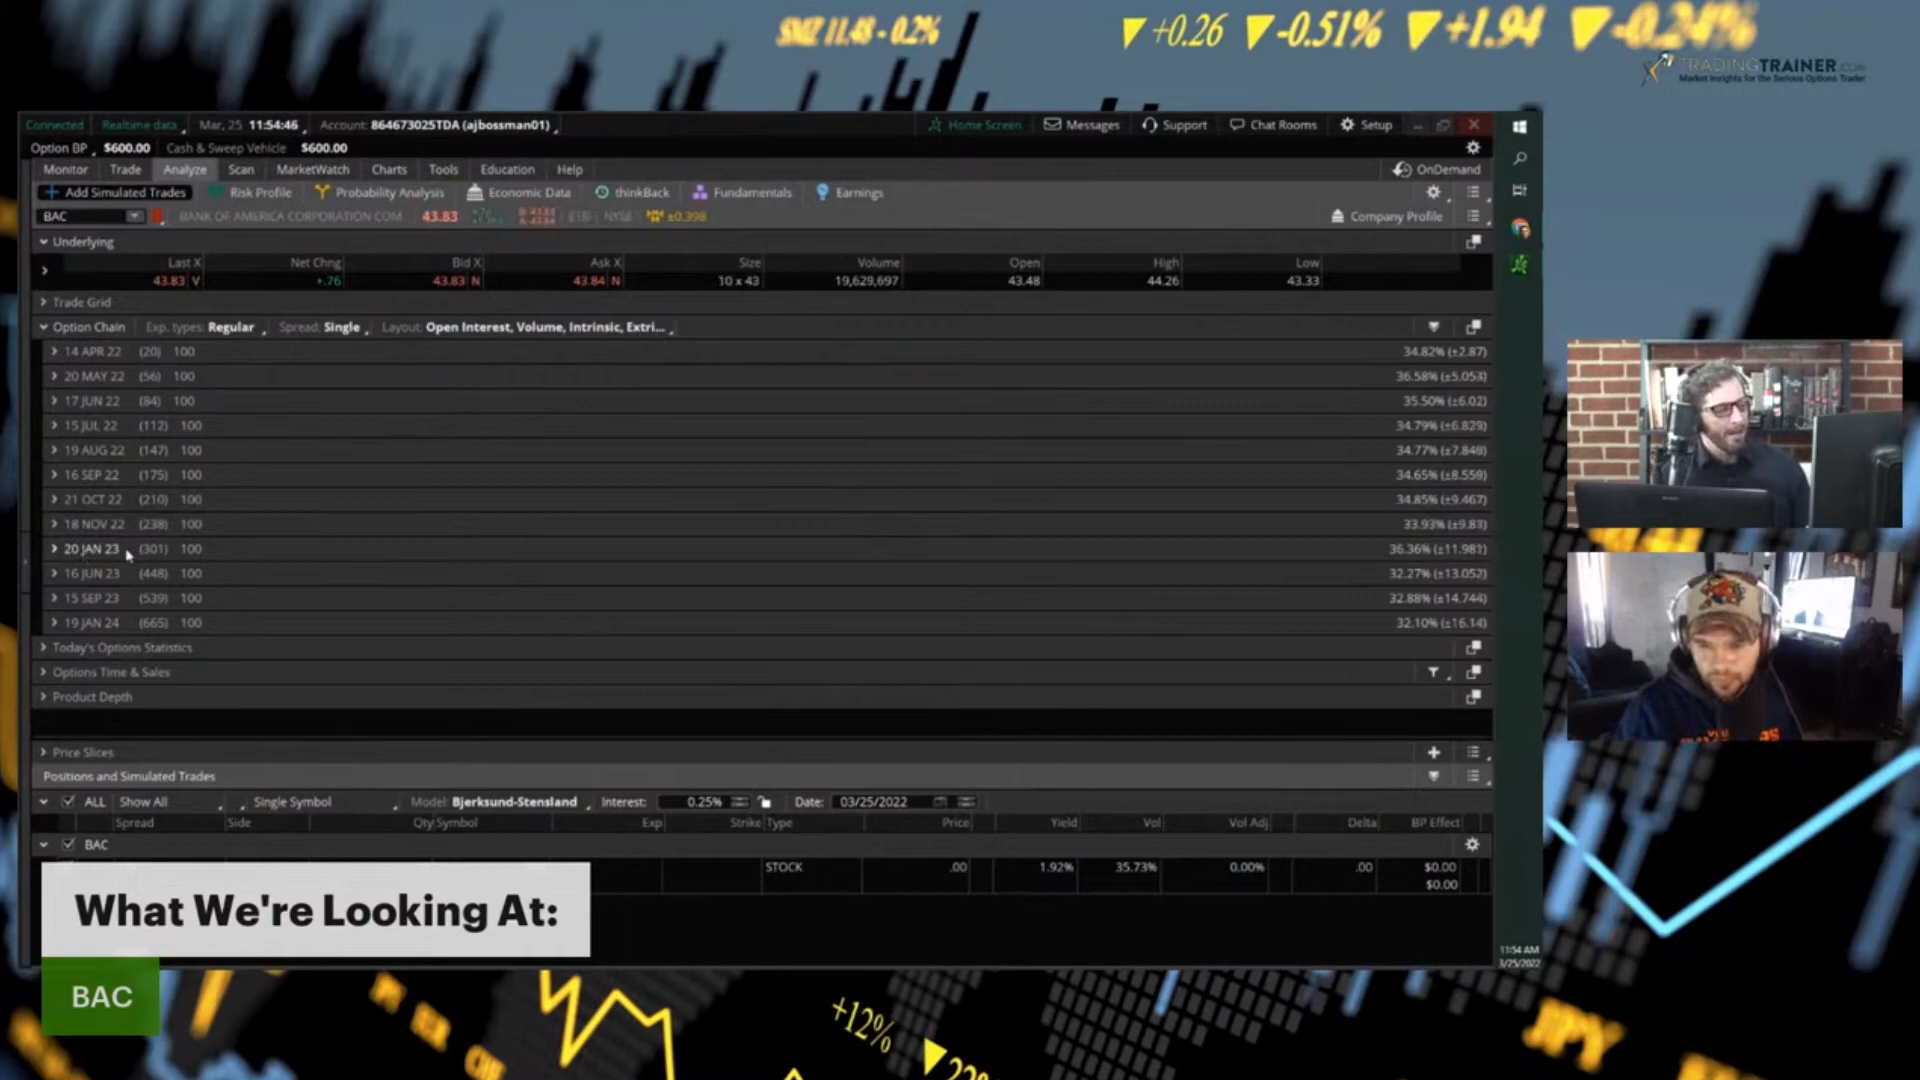 SMZ 11.48 - 0.2% ▼+0.26 ▼-0.51% ▼+1.94 ▼-0.24%
TRADINGTRAINER.COM
Market Insights for the Serious Options Trader
Connected Realtime data Mar, 25 11:54:46 Account: 864673025TDA (ajbossman01) Home Screen Messages Support Chat Rooms Setup
Option BP $600.00 Cash & Sweep Vehicle $600.00
Monitor Trade Analyze Scan MarketWatch Charts Tools Education Help OnDemand
Add Simulated Trades Risk Profile Probability Analysis Economic Data thinkBack Fundamentals Earnings
BAC BANK OF AMERICA CORPORATION COM 43.83 ETB NYSE ±0.398 Company Profile
Underlying
Last X Net Chng Bid X Ask X Size Volume Open High Low
43.83 V +.76 43.83 N 43.84 N 10 x 43 19,629,697 43.48 44.26 43.33
Trade Grid
Option Chain Exp. types: Regular Spread: Single Layout: Open Interest, Volume, Intrinsic, Extri...
14 APR 22 (20) 100 34.82% (±2.87)
20 MAY 22 (56) 100 36.58% (±5.053)
17 JUN 22 (84) 100 35.50% (±6.02)
15 JUL 22 (112) 100 34.79% (±6.829)
19 AUG 22 (147) 100 34.77% (±7.849)
16 SEP 22 (175) 100 34.65% (±8.559)
21 OCT 22 (210) 100 34.85% (±9.467)
18 NOV 22 (238) 100 33.93% (±9.83)
20 JAN 23 (301) 100 36.36% (±11.981)
16 JUN 23 (448) 100 32.27% (±13.052)
15 SEP 23 (539) 100 32.88% (±14.744)
19 JAN 24 (665) 100 32.10% (±16.14)
Today's Options Statistics
Options Time & Sales
Product Depth
Price Slices
Positions and Simulated Trades
ALL Show All Single Symbol Model: Bjerksund-Stensland Interest: 0.25% Date: 03/25/2022
Spread Side Qty Symbol Exp Strike Type Price Yield Vol Vol Adj Delta BP Effect
BAC
STOCK .00 1.92% 35.73% 0.00% .00 $0.00
$0.00
What We're Looking At:
BAC
11:54 AM
3/25/2022
+12%
JPY